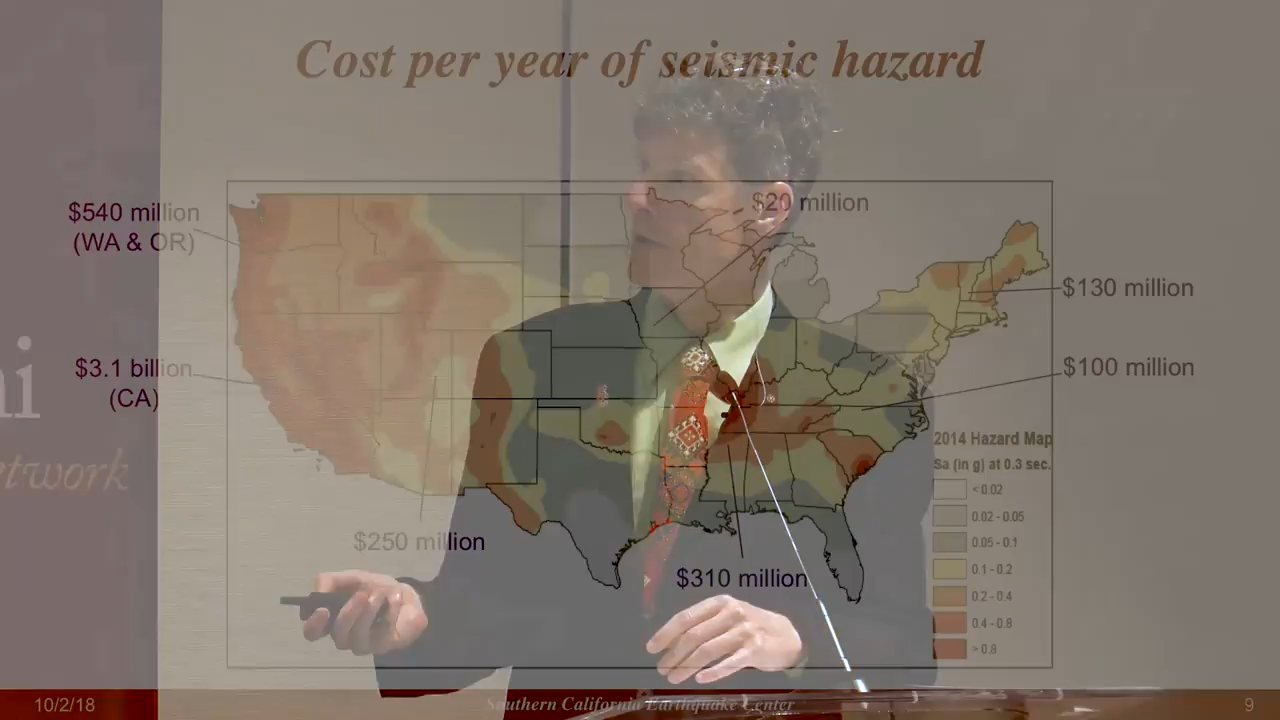 Cost per year of seismic hazard
$540 million
(WA & OR)
$20 million
$130 million
$3.1 billion
(CA)
$100 million
ni
etwork
2014 Hazard Map
Sa (in g) at 0.3 sec.
< 0.02
0.02 - 0.05
0.05 - 0.1
0.1 - 0.2
0.2 - 0.4
0.4 - 0.8
> 0.8
$250 million
$310 million
10/2/18
Southern California Earthquake Center
9